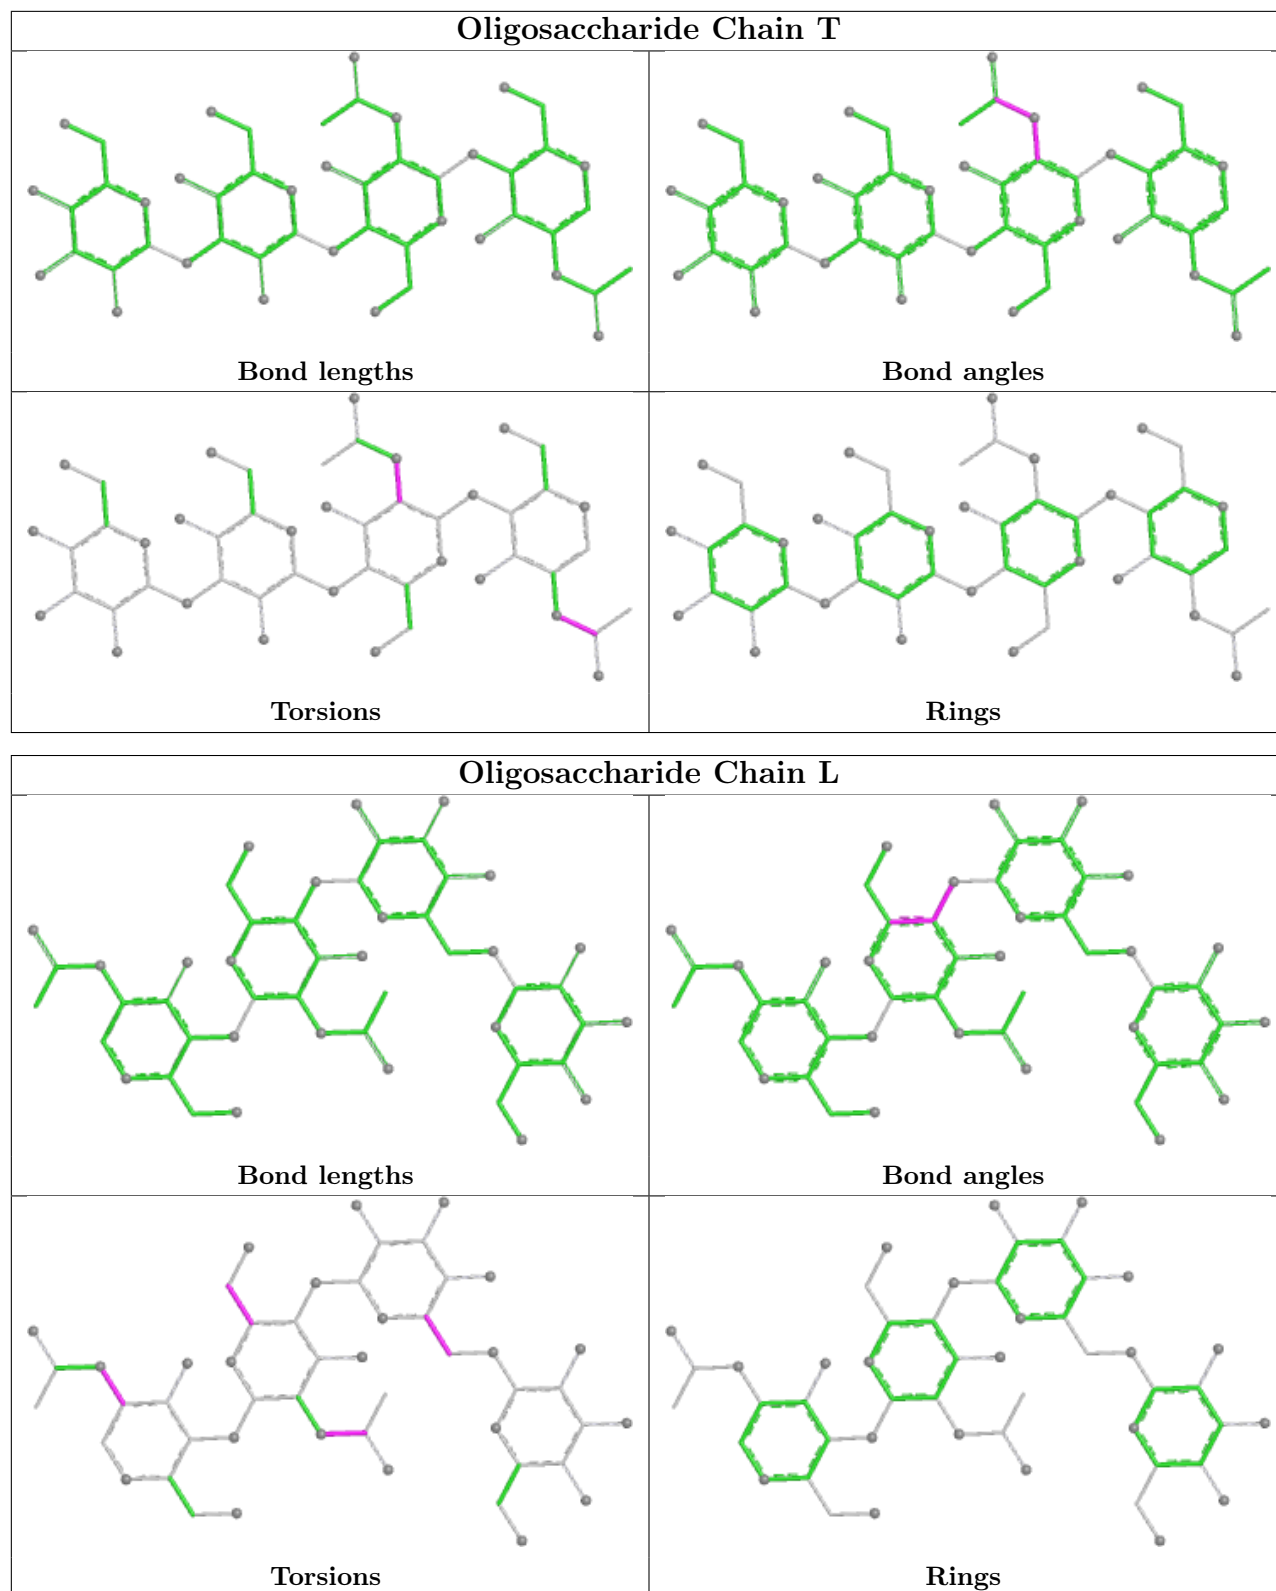 Oligosaccharide Chain T
Bond lengths
Bond angles
Torsions
Rings
Oligosaccharide Chain L
Bond lengths
Bond angles
Torsions
Rings